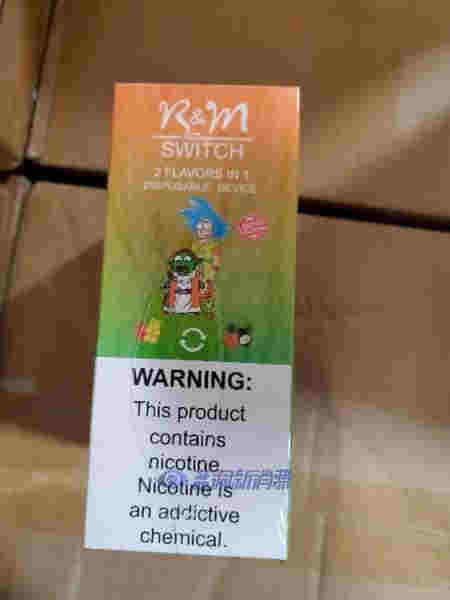 R&M
SWITCH
2 FLAVORS IN 1
DISPOSABLE DEVICE
WARNING:
This product
contains
nicotine.
Nicotine is
an addictive
chemical.